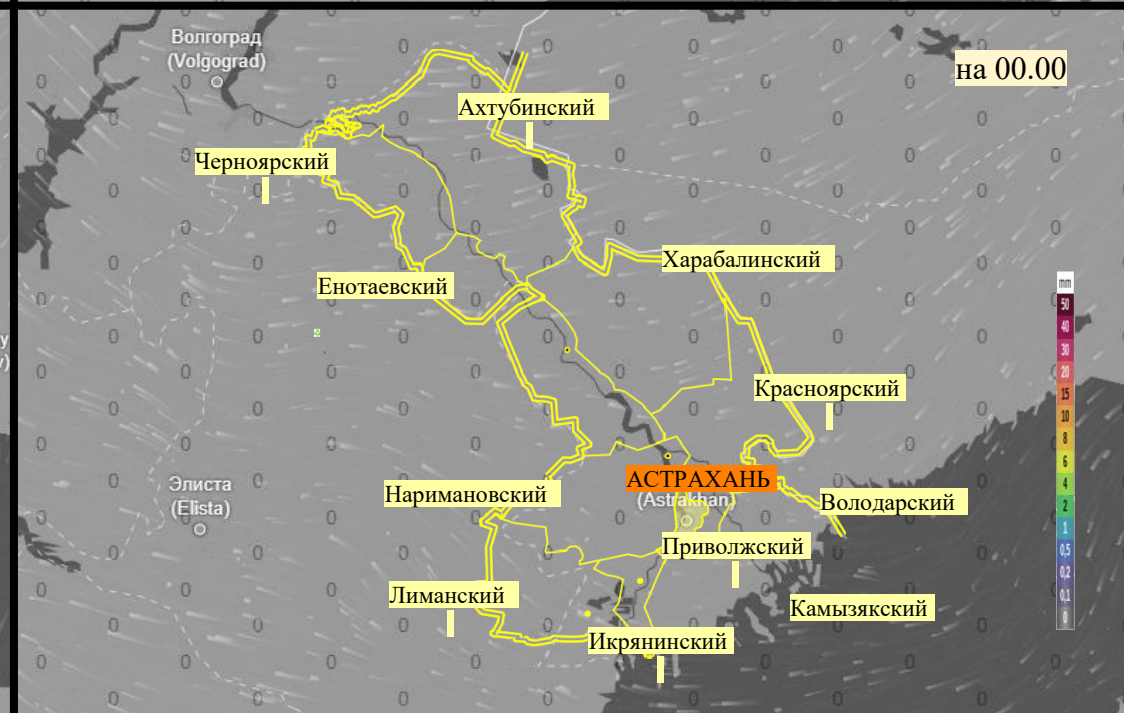 Волгоград
(Volgograd)
на 00.00
Ахтубинский
Черноярский
Харабалинский
Енотаевский
mm
50
40
30
20
15
10
8
6
4
2
1
0,5
0,2
0,1
0
Красноярский
АСТРАХАНЬ
(Astrakhan)
Элиста
(Elista)
Наримановский
Володарский
Приволжский
Лиманский
Камызякский
Икрянинский